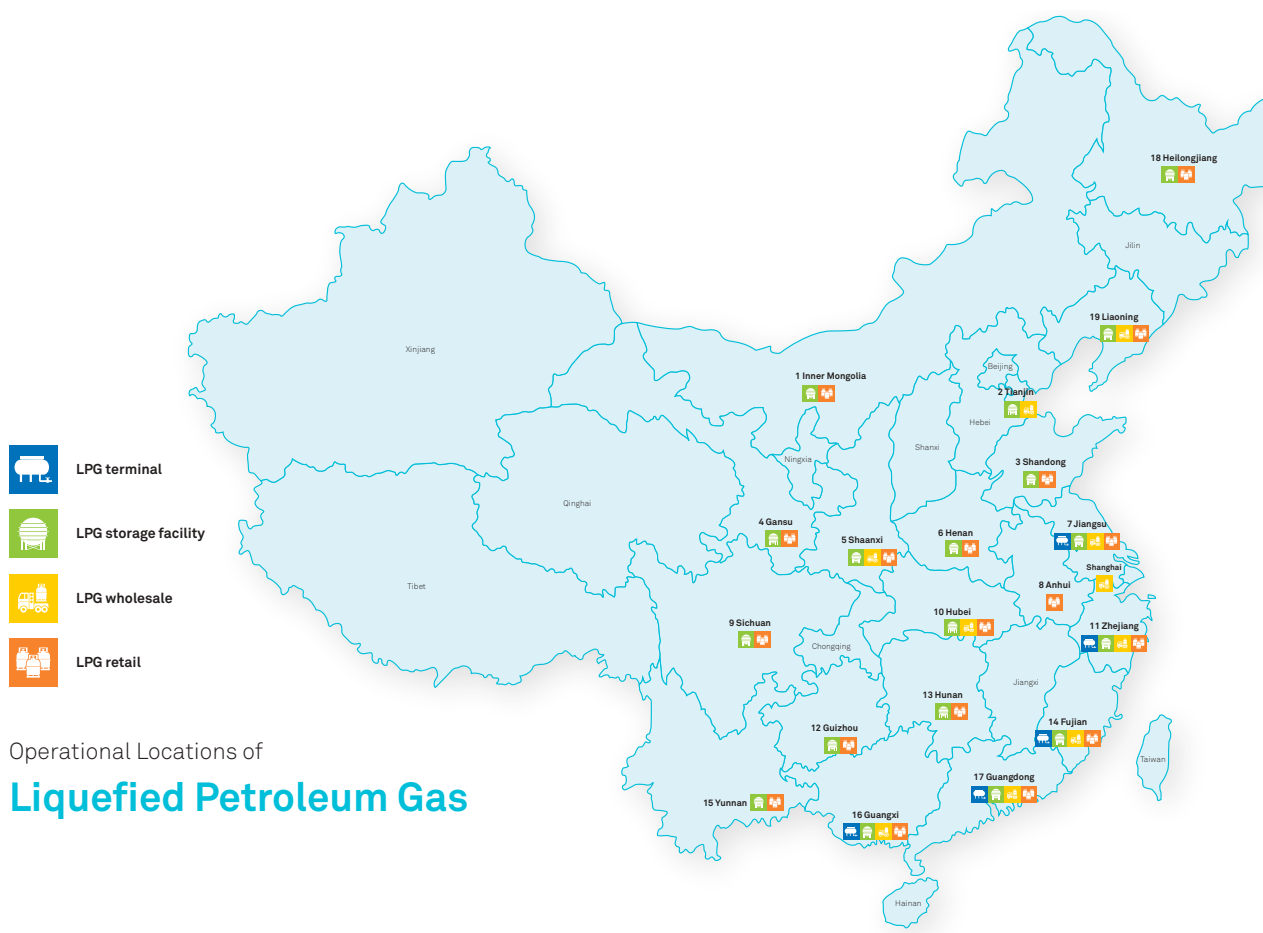 18 Heilongjiang
Jilin
19 Liaoning
Xinjiang
Beijing
1 Inner Mongolia
2 Tianjin
Hebei
Shanxi
Ningxia
3 Shandong
LPG terminal
Qinghai
4 Gansu
7 Jiangsu
LPG storage facility
5 Shaanxi
6 Henan
Shanghai
Tibet
8 Anhui
LPG wholesale
10 Hubei
9 Sichuan
11 Zhejiang
Chongqing
LPG retail
Jiangxi
13 Hunan
14 Fujian
12 Guizhou
Operational Locations of
Taiwan
17 Guangdong
Liquefied Petroleum Gas
15 Yunnan
16 Guangxi
Hainan